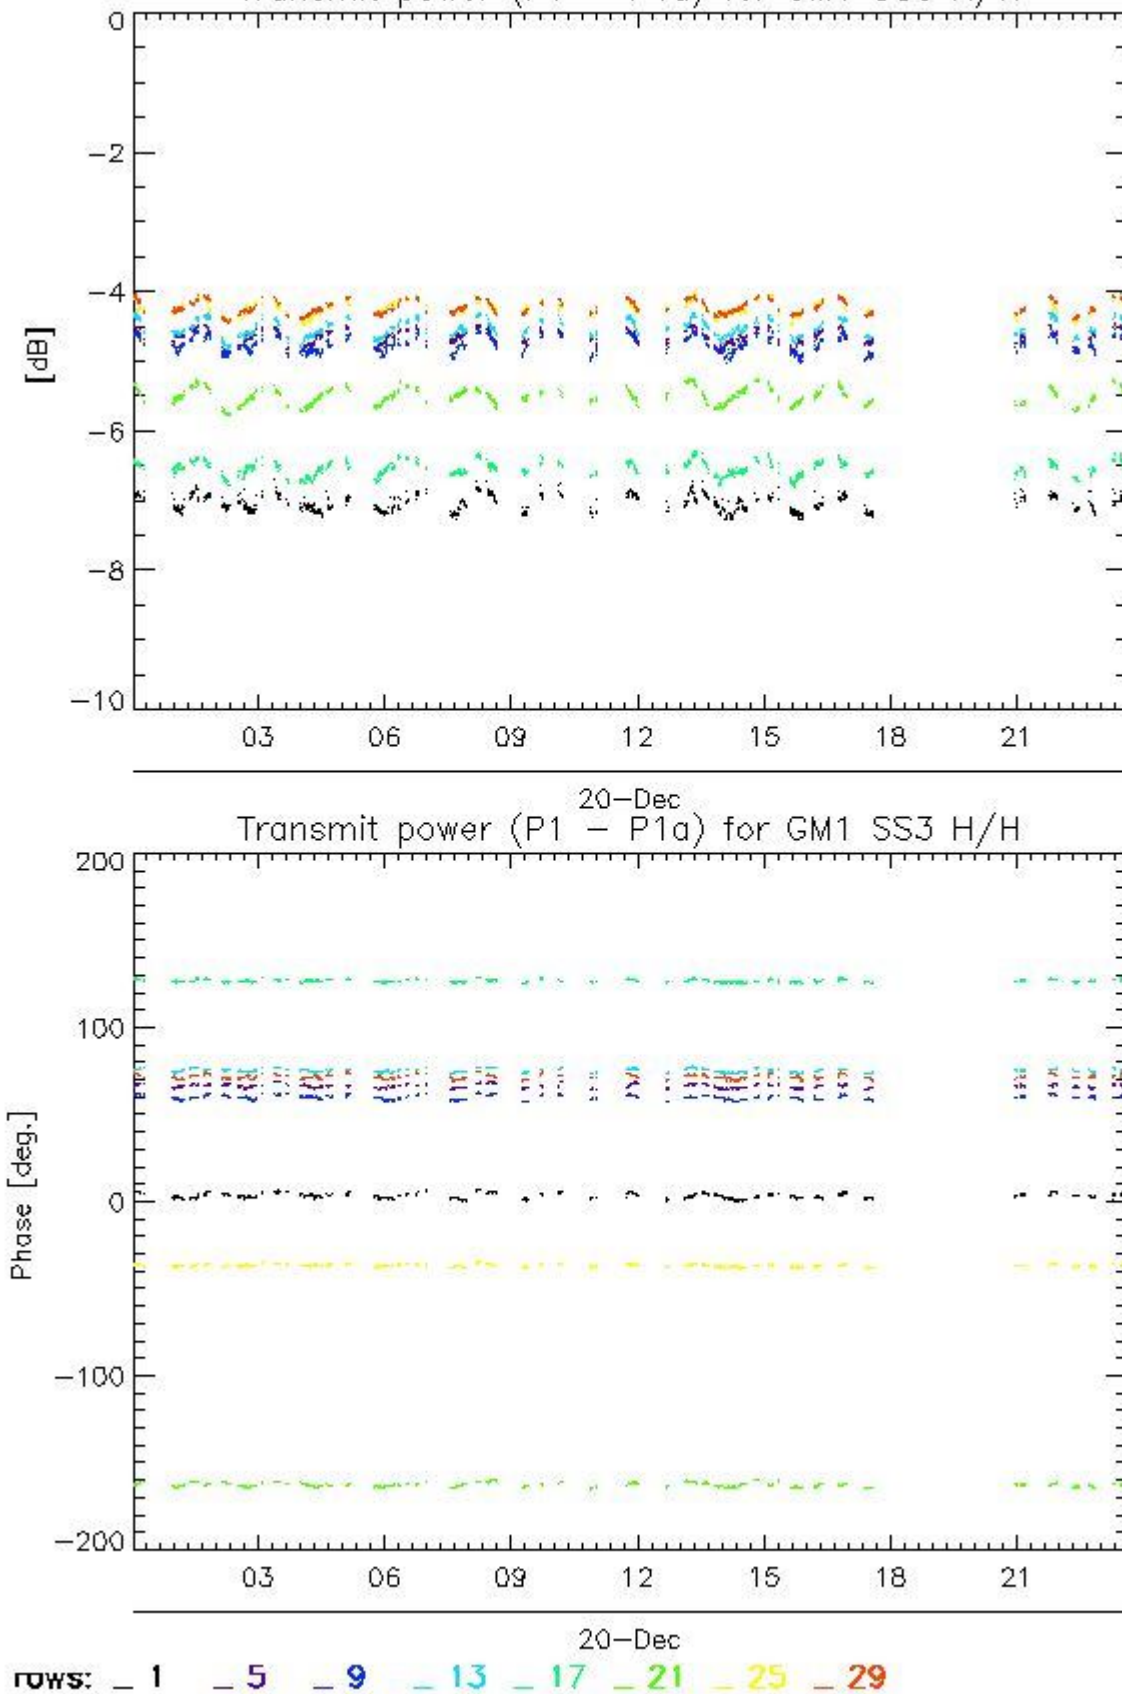 0
-2
-4
[dB]
-6
-8
-10
03 06 09 12 15 18 21
20-Dec
Transmit power (P1 - P1a) for GM1 SS3 H/H
200
100
Phase [deg.]
0
-100
-200
03 06 09 12 15 18 21
20-Dec
rows: _ 1 _ 5 _ 9 _ 13 _ 17 _ 21 _ 25 _ 29